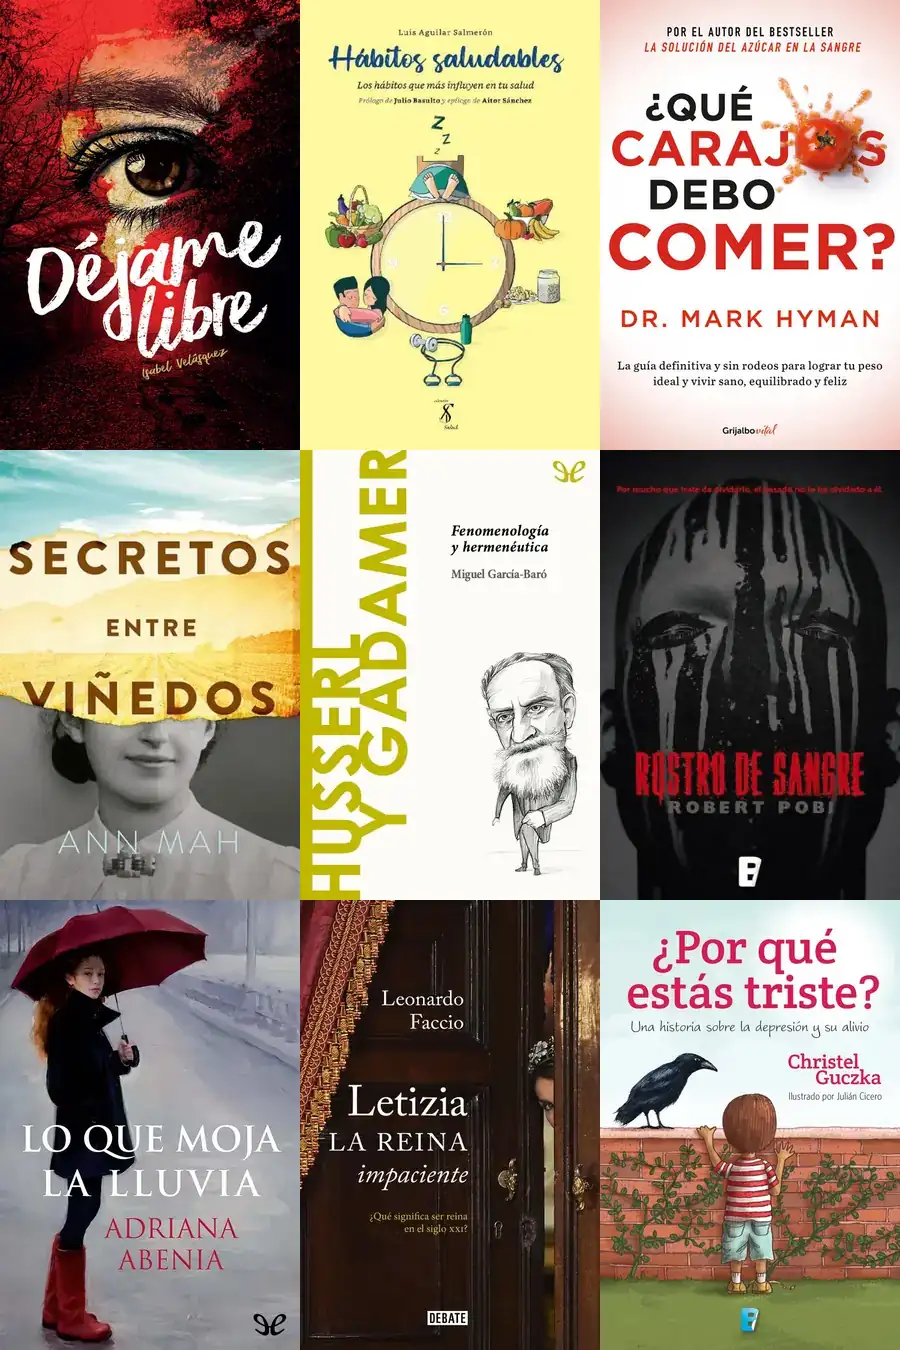 Déjame
libre
Isabel Velásquez
Luis Aguilar Salmerón
Hábitos saludables
Los hábitos que más influyen en tu salud
Prólogo de Julio Basulto y epílogo de Aitor Sánchez
Z
Z
Z
POR EL AUTOR DEL BESTSELLER
LA SOLUCIÓN DEL AZÚCAR EN LA SANGRE
¿QUÉ
CARAJOS
DEBO
COMER?
DR. MARK HYMAN
La guía definitiva y sin rodeos para lograr tu peso
ideal y vivir sano, equilibrado y feliz
Grijalbo vital
SECRETOS
ENTRE
VIÑEDOS
ANN MAH
HUSSERL
Y GADAMER
Fenomenología
y hermenéutica
Miguel García-Baró
Por mucho que trate de olvidarlo, el pasado no lo ha olvidado a él.
ROSTRO DE SANGRE
ROBERT POBI
B
LO QUE MOJA
LA LLUVIA
ADRIANA
ABENIA
Leonardo
Faccio
Letizia
LA REINA
impaciente
¿Qué significa ser reina
en el siglo XXI?
DEBATE
¿Por qué
estás triste?
Una historia sobre la depresión y su alivio
Christel
Guczka
Ilustrado por Julián Cicero
B